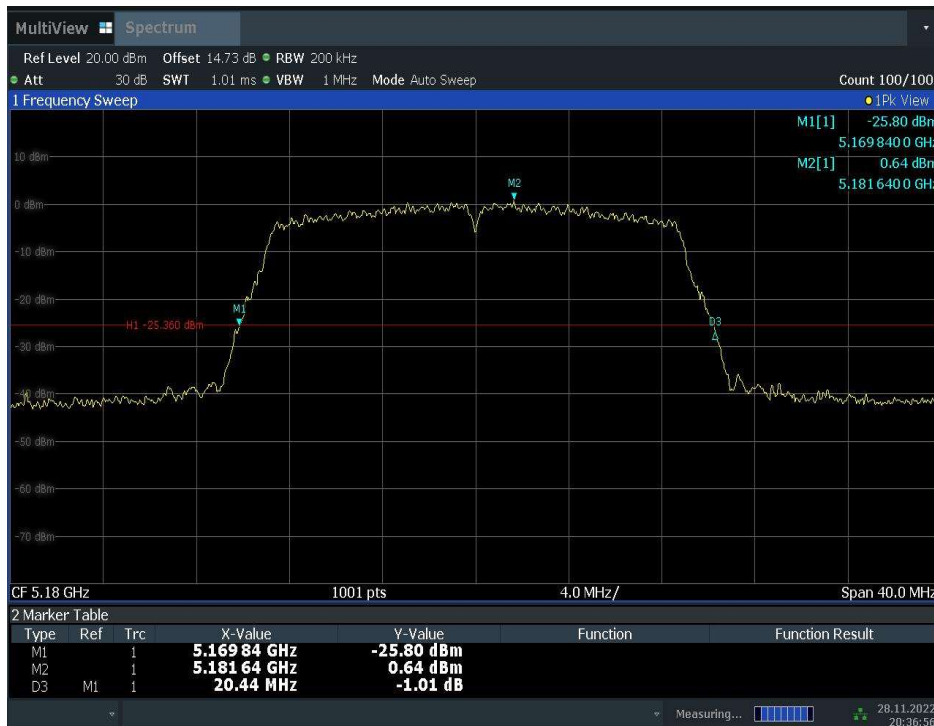 MultiView Spectrum
Ref Level 20.00 dBm Offset 14.73 dB RBW 200 kHz
Att 30 dB SWT 1.01 ms VBW 1 MHz Mode Auto Sweep Count 100/100
1 Frequency Sweep 1Pk View
M1[1] -25.80 dBm
5.1698400 GHz
10 dBm
M2[1] 0.64 dBm
5.1816400 GHz
M2
0 dBm
-10 dBm
-20 dBm
M1
H1 -25.360 dBm
D3
-30 dBm
-40 dBm
-50 dBm
-60 dBm
-70 dBm
CF 5.18 GHz 1001 pts 4.0 MHz/ Span 40.0 MHz
2 Marker Table
Type Ref Trc X-Value Y-Value Function Function Result
M1 1 5.169 84 GHz -25.80 dBm
M2 1 5.181 64 GHz 0.64 dBm
D3 M1 1 20.44 MHz -1.01 dB
Measuring... 28.11.2022
20:36:56